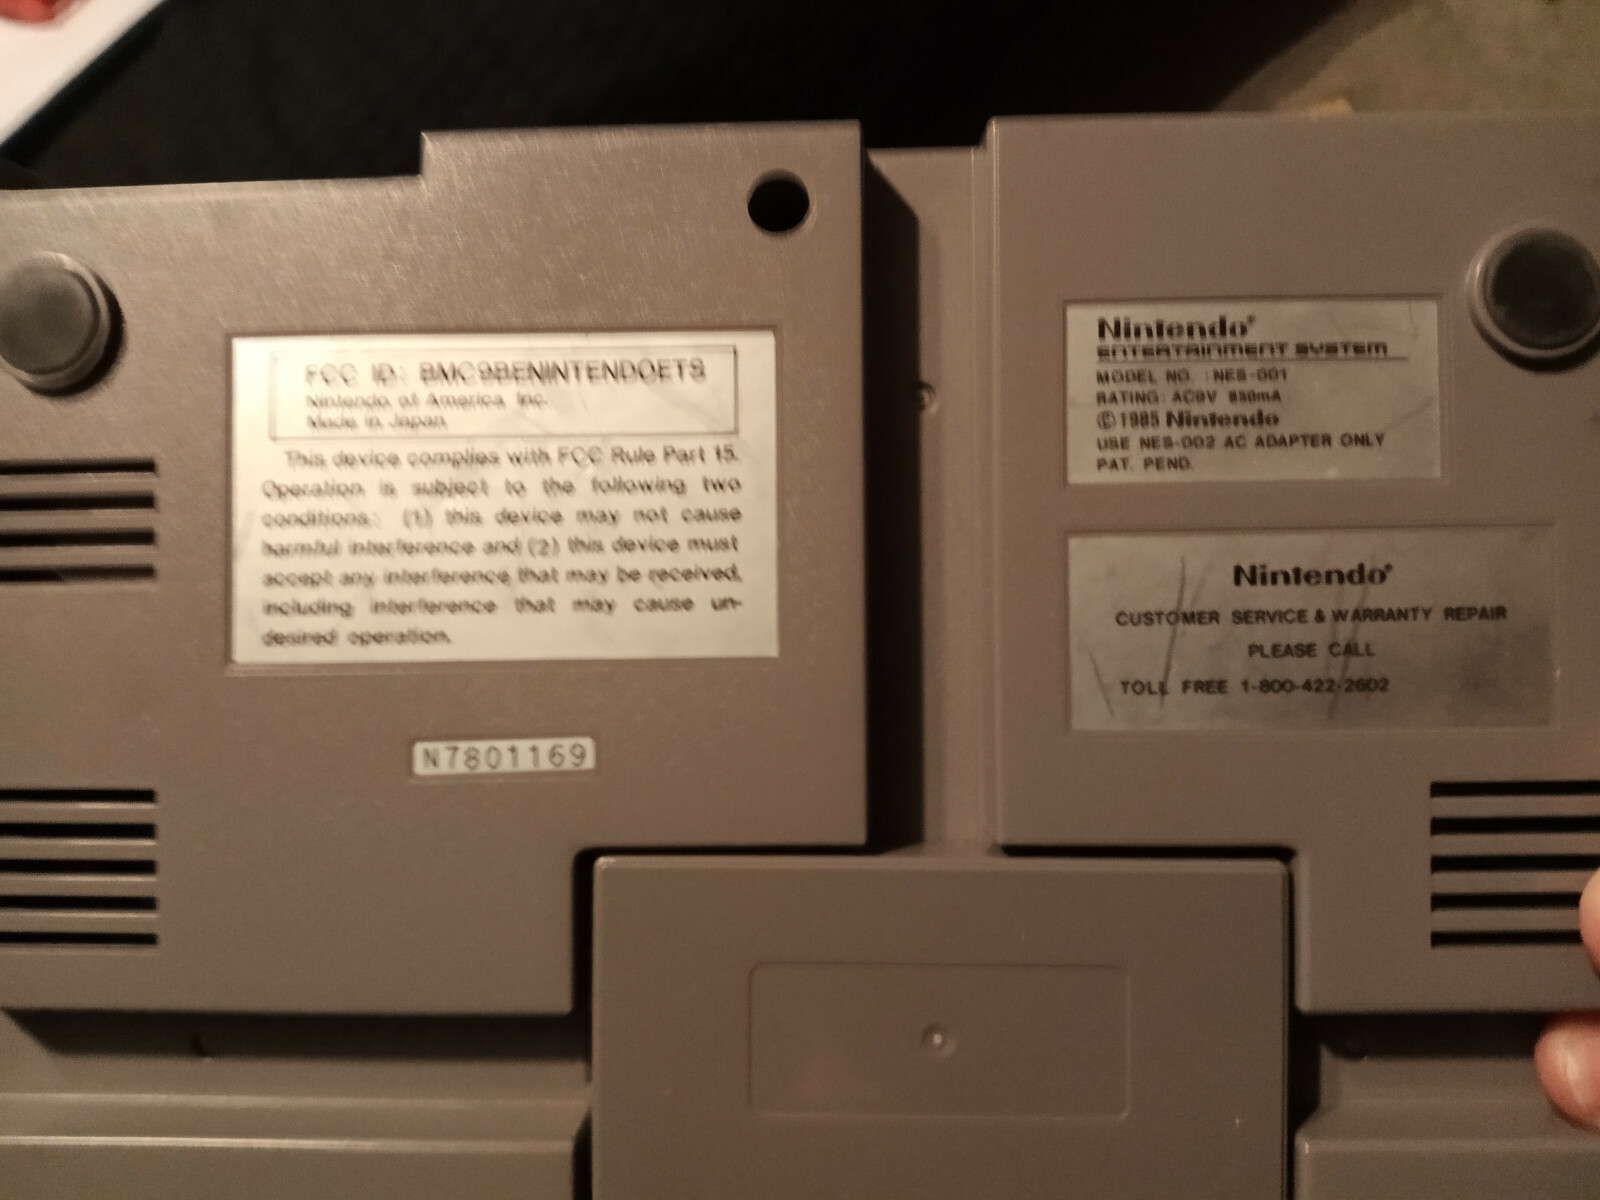 FCC ID: BMC9BENINTENDOETS
Nintendo of America Inc.
Made in Japan
This device complies with FCC Rule Part 15.
Operation is subject to the following two
conditions: (1) this device may not cause
harmful interference and (2) this device must
accept any interference that may be received,
including interference that may cause un-
desired operation.
N7801169
Nintendo®
ENTERTAINMENT SYSTEM
MODEL NO. : NES-001
RATING: AC9V 850mA
©1985 Nintendo
USE NES-002 AC ADAPTER ONLY
PAT. PEND.
Nintendo®
CUSTOMER SERVICE & WARRANTY REPAIR
PLEASE CALL
TOLL FREE 1-800-422-2602